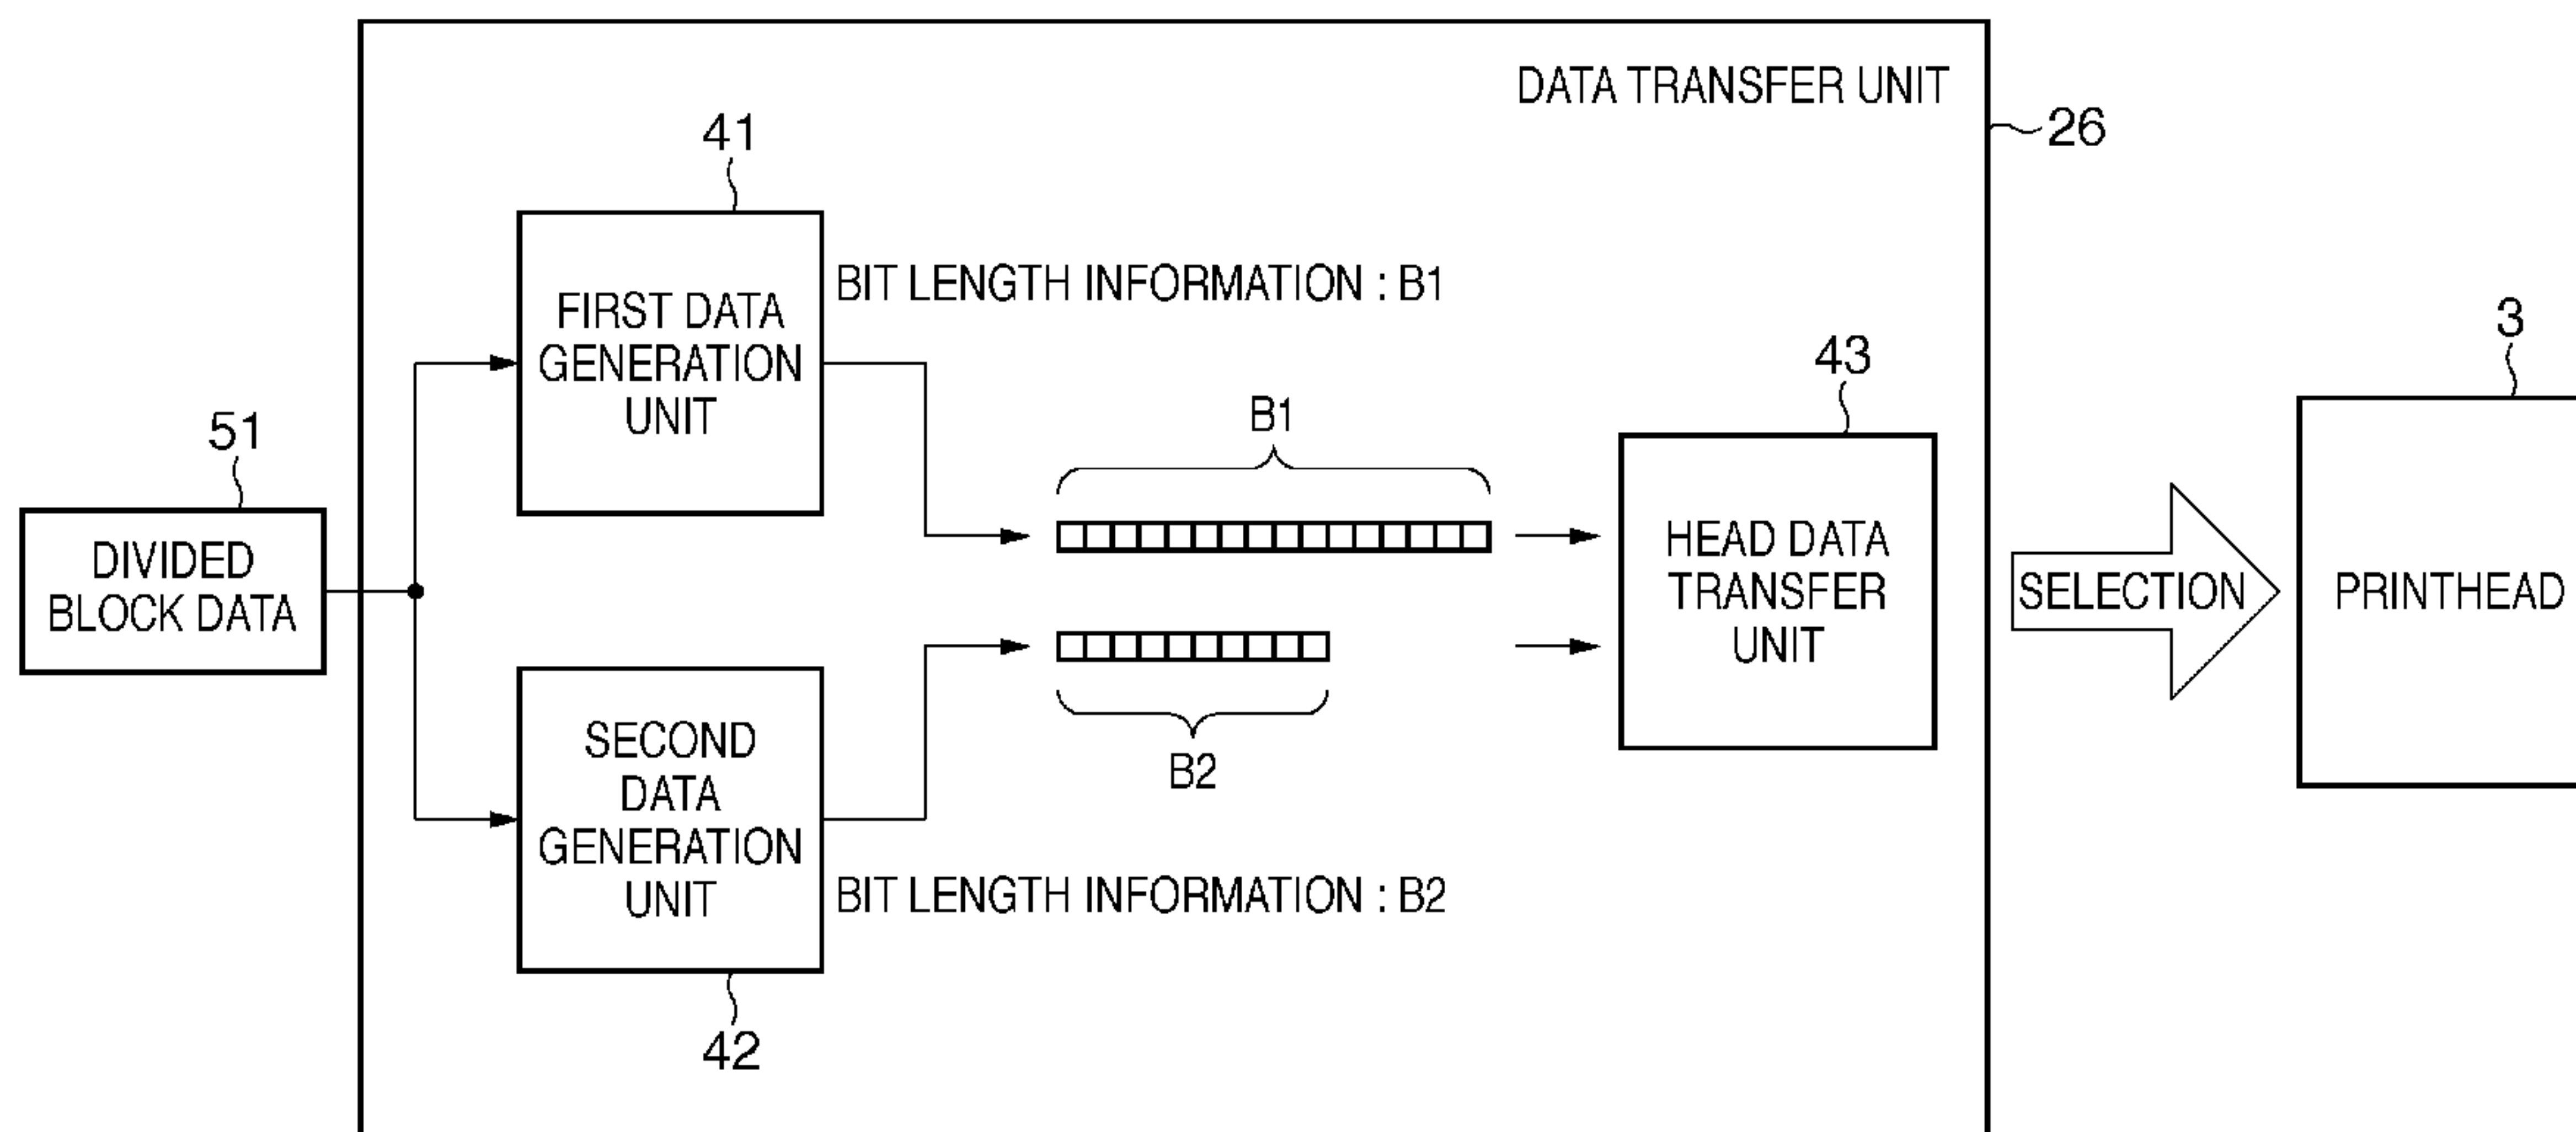 DATA TRANSFER UNIT
26
41
FIRST DATA
GENERATION
UNIT
BIT LENGTH INFORMATION : B1
3
43
B1
51
DIVIDED
BLOCK DATA
HEAD DATA
TRANSFER
UNIT
SELECTION
PRINTHEAD
B2
SECOND
DATA
GENERATION
UNIT
BIT LENGTH INFORMATION : B2
42